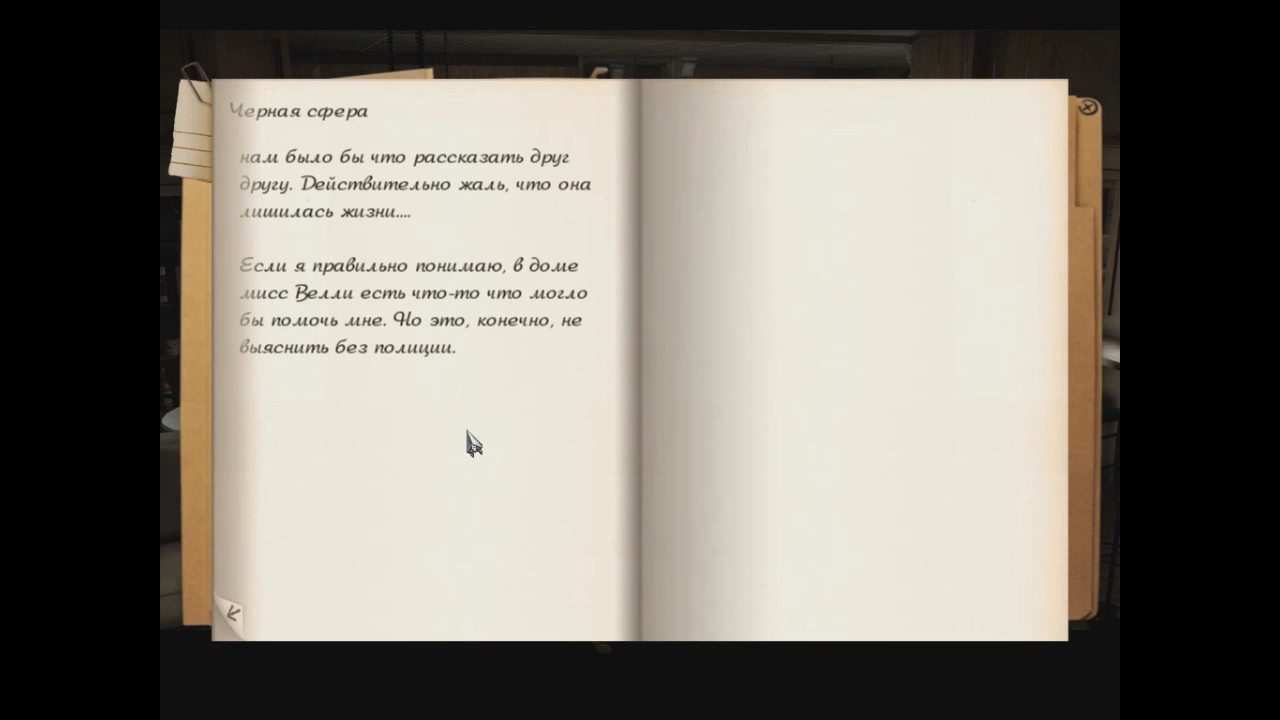 Черная сфера
нам было бы что рассказать друг
другу. Действительно жаль, что она
лишилась жизни....
Если я правильно понимаю, в доме
мисс Велли есть что-то что могло
бы помочь мне. Но это, конечно, не
выяснить без полиции.